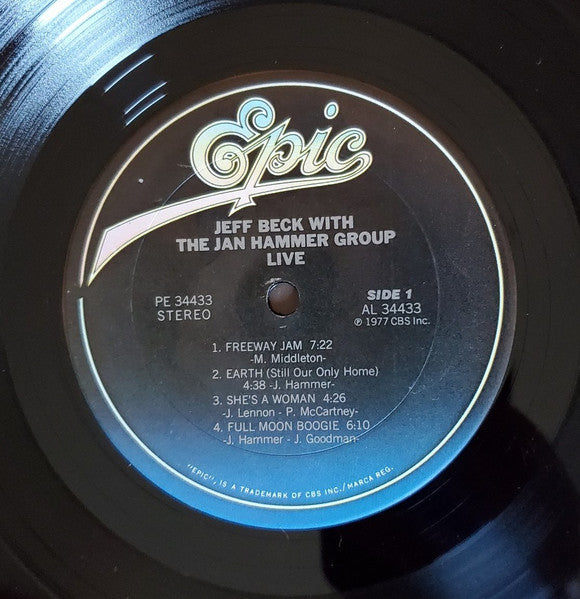 Epic
JEFF BECK WITH
THE JAN HAMMER GROUP
LIVE
PE 34433
STEREO
SIDE 1
AL 34433
℗ 1977 CBS Inc.
1. FREEWAY JAM 7:22
-M. Middleton-
2. EARTH (Still Our Only Home)
4:38 -J. Hammer-
3. SHE'S A WOMAN 4:26
-J. Lennon - P. McCartney-
4. FULL MOON BOOGIE 6:10
-J. Hammer - J. Goodman-
"EPIC", IS A TRADEMARK OF CBS INC./MARCA REG.